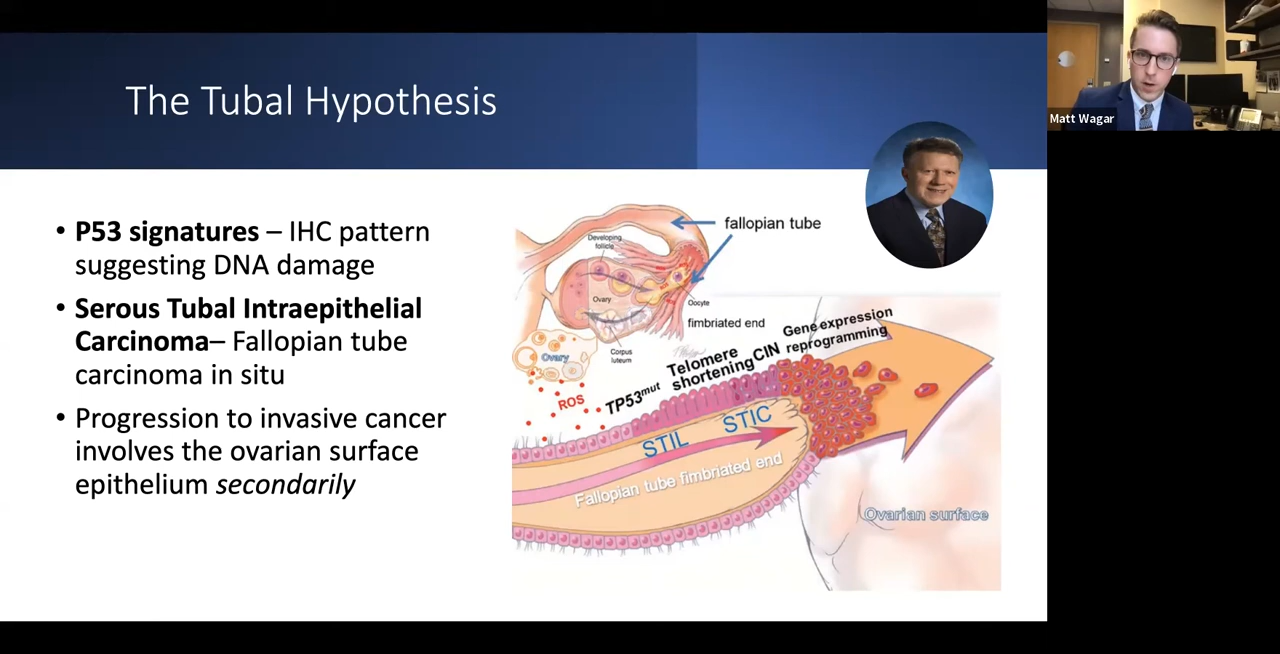 The Tubal Hypothesis
Matt Wagar
• P53 signatures – IHC pattern
suggesting DNA damage
• Serous Tubal Intraepithelial
Carcinoma– Fallopian tube
carcinoma in situ
• Progression to invasive cancer
involves the ovarian surface
epithelium secondarily
fallopian tube
Developing
follicle
Ovary
Oocyte
fimbriated end
Corpus
luteum
Ovary
ROS
TP53mut
Telomere
shortening
CIN
Gene expression
reprogramming
STIL
STIC
Fallopian tube fimbriated end
Ovarian surface